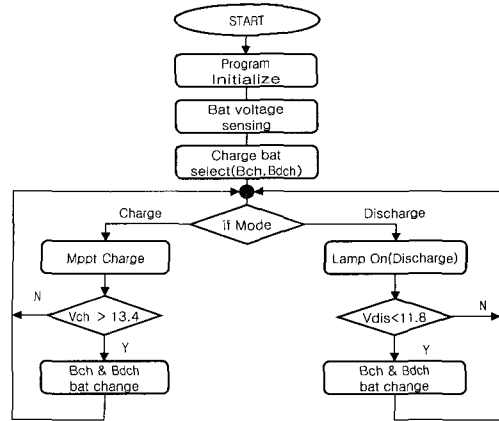 START
Program
Initialize
Bat voltage
sensing
Charge bat
select(Bch,Bdch)
Charge
if Mode
Discharge
Mppt Charge
Lamp On(Discharge)
N
Vch > 13.4
Vdis<11.8
N
Y
Y
Bch & Bdch
bat change
Bch & Bdch
bat change